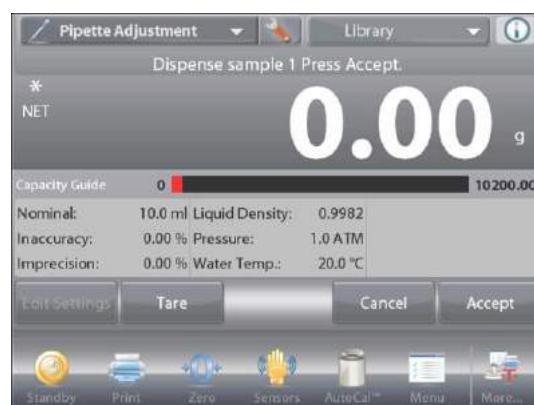 Pipette Adjustment Library
Dispense sample 1 Press Accept.
*
NET
0.00 g
Capacity Guide 0 10200.00
Nominal: 10.0 ml Liquid Density: 0.9982
Inaccuracy: 0.00 % Pressure: 1.0 ATM
Imprecision: 0.00 % Water Temp.: 20.0 °C
Edit Settings Tare Cancel Accept
Standby Print Zero Sensors AutoCal™ Menu More...